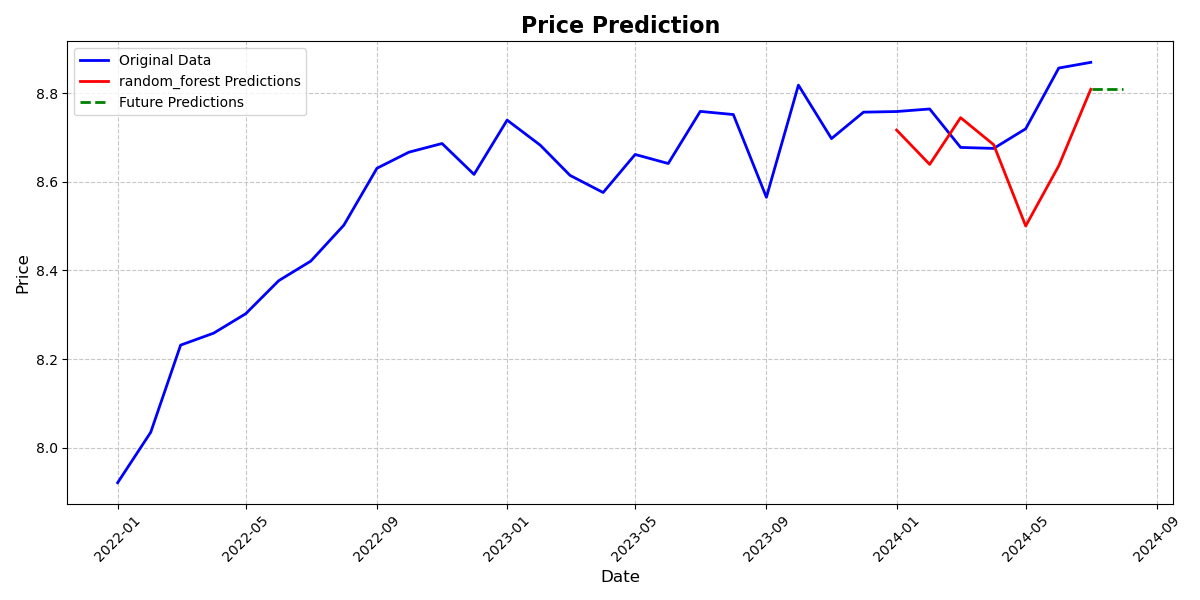 Price Prediction
Original Data
random_forest Predictions
Future Predictions
8.8
8.6
8.4
8.2
8.0
Price
2022-01
2022-05
2022-09
2023-01
2023-05
2023-09
2024-01
2024-05
2024-09
Date